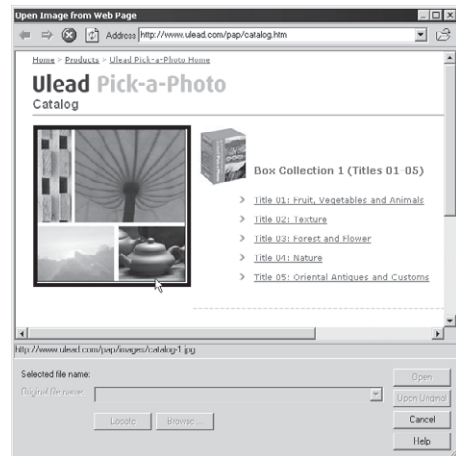 Open Image from Web Page
Address http://www.ulead.com/pap/catalog.htm
Home > Products > Ulead Pick-a-Photo Home
Ulead Pick-a-Photo
Catalog
Box Collection 1 (Titles 01-05)
> Title 01: Fruit, Vegetables and Animals
> Title 02: Texture
> Title 03: Forest and Flower
> Title 04: Nature
> Title 05: Oriental Antiques and Customs
http://www.ulead.com/pap/images/catalog-1.jpg
Selected file name:
Original file name:
Open
Open Original
Locate
Browse ...
Cancel
Help